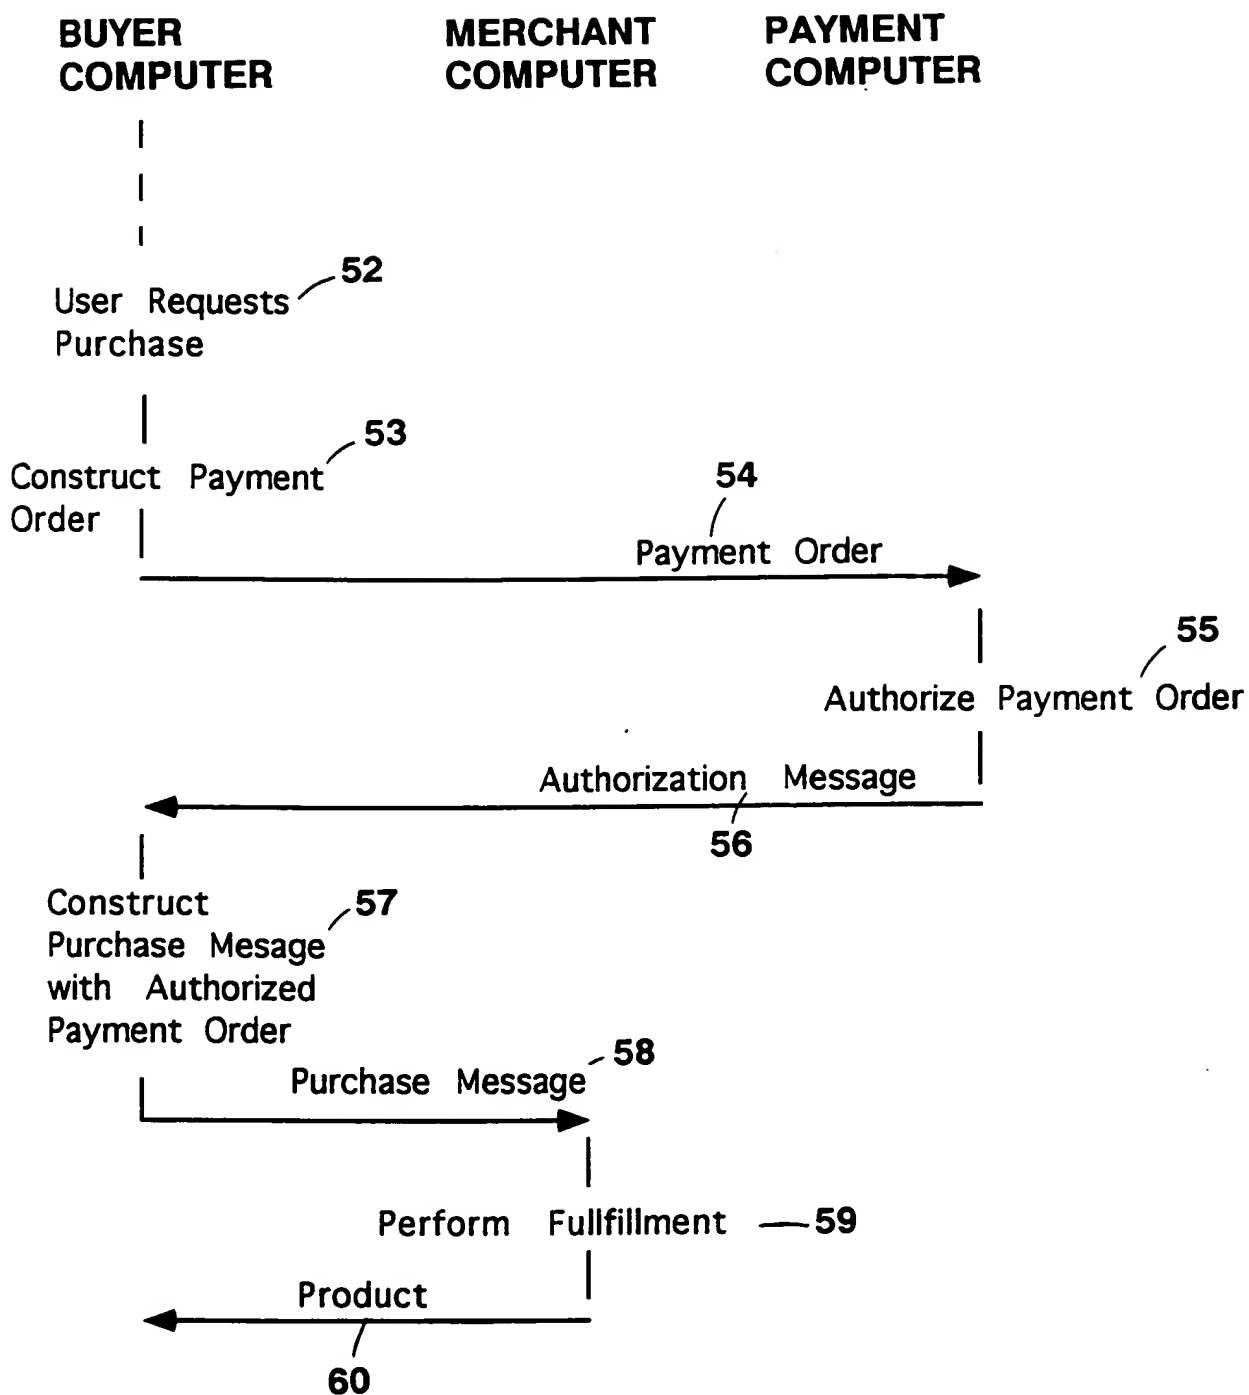 BUYER
COMPUTER
MERCHANT
COMPUTER
PAYMENT
COMPUTER
52
User Requests
Purchase
53
Construct Payment
Order
54
Payment Order
55
Authorize Payment Order
Authorization Message
56
Construct
57
Purchase Mesage
with Authorized
Payment Order
58
Purchase Message
Perform Fullfillment
59
Product
60